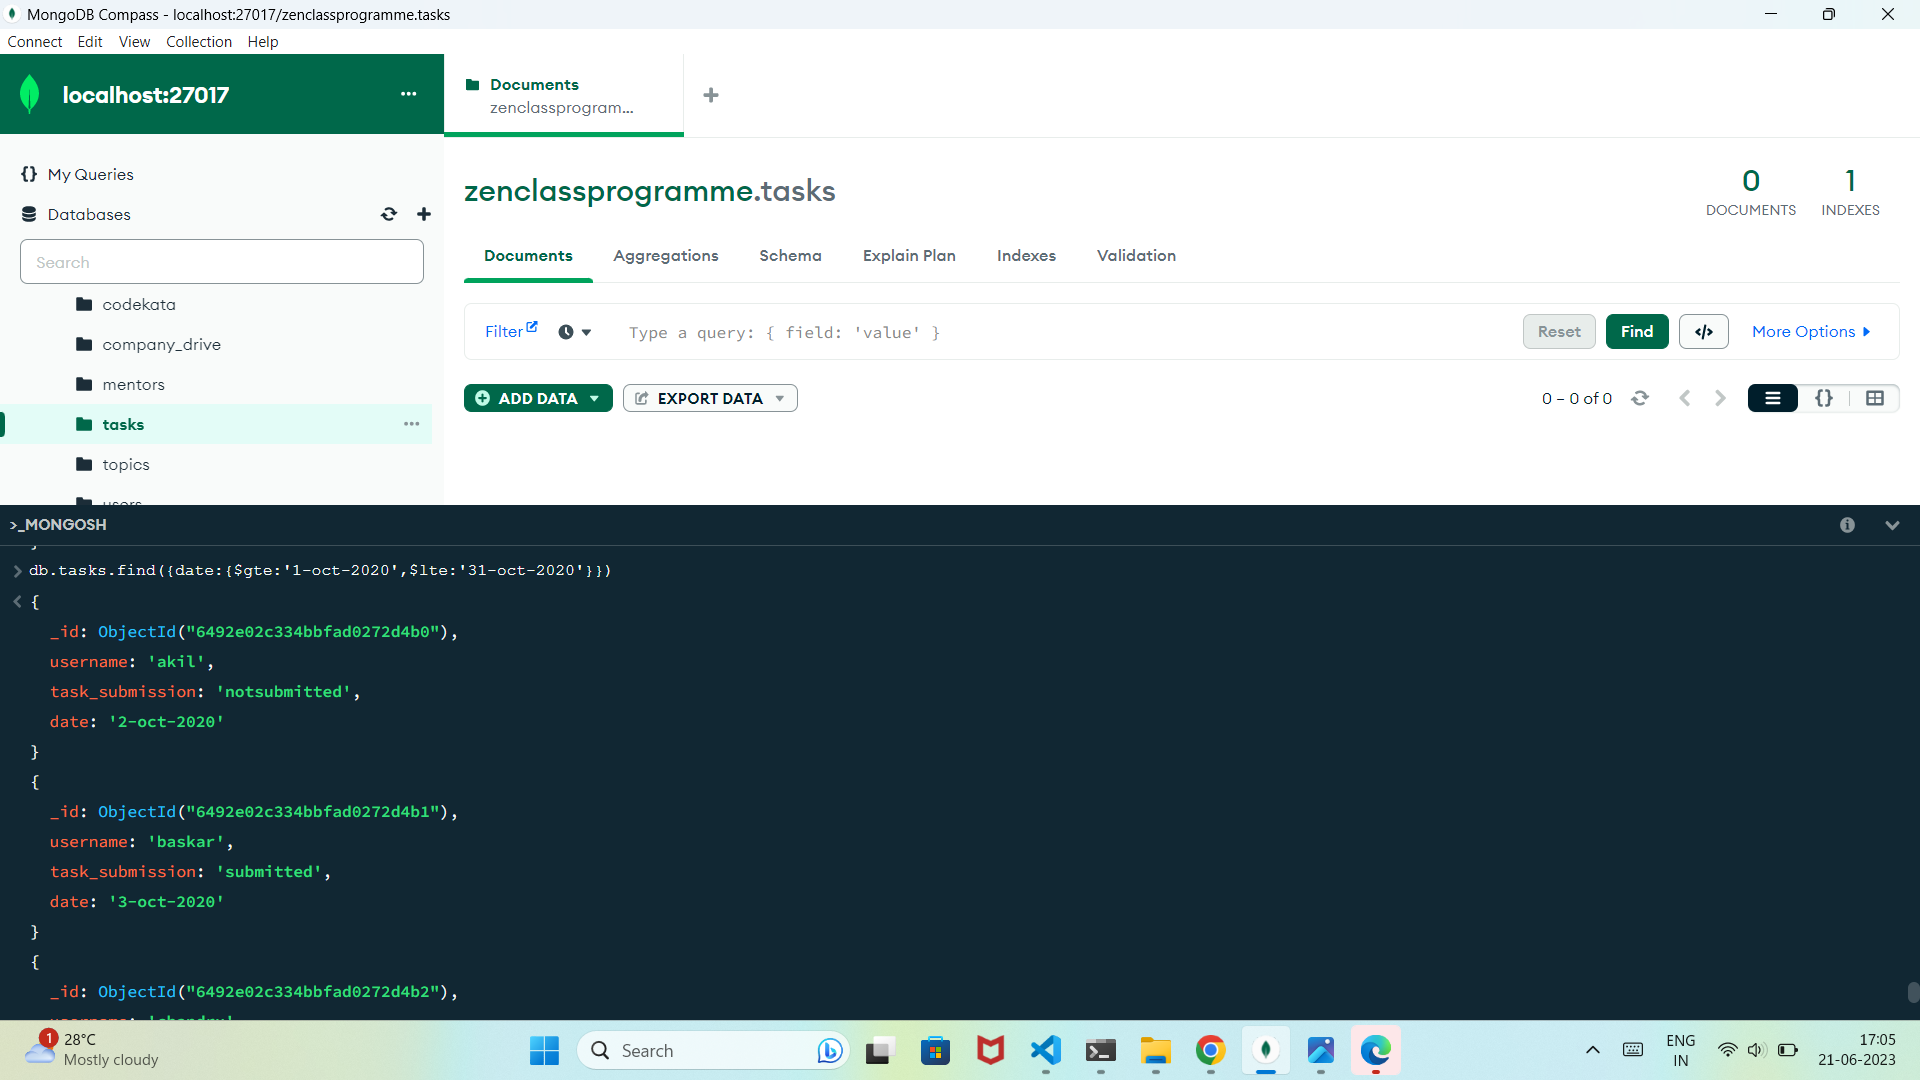 MongoDB Compass - localhost:27017/zenclassprogramme.tasks
Connect Edit View Collection Help
localhost:27017
Documents
zenclassprogram...
My Queries
Databases
Search
codekata
company_drive
mentors
tasks
topics
users
zenclassprogramme.tasks
0
DOCUMENTS
1
INDEXES
Documents Aggregations Schema Explain Plan Indexes Validation
Filter
Type a query: { field: 'value' }
Reset
Find
</>
More Options
ADD DATA
EXPORT DATA
0 – 0 of 0
{}
>_MONGOSH
}
> db.tasks.find({date:{$gte:'1-oct-2020',$lte:'31-oct-2020'}})
< {
_id: ObjectId("6492e02c334bbfad0272d4b0"),
username: 'akil',
task_submission: 'notsubmitted',
date: '2-oct-2020'
}
{
_id: ObjectId("6492e02c334bbfad0272d4b1"),
username: 'baskar',
task_submission: 'submitted',
date: '3-oct-2020'
}
{
_id: ObjectId("6492e02c334bbfad0272d4b2"),
username:
1
28°C
Mostly cloudy
Search
ENG
IN
17:05
21-06-2023